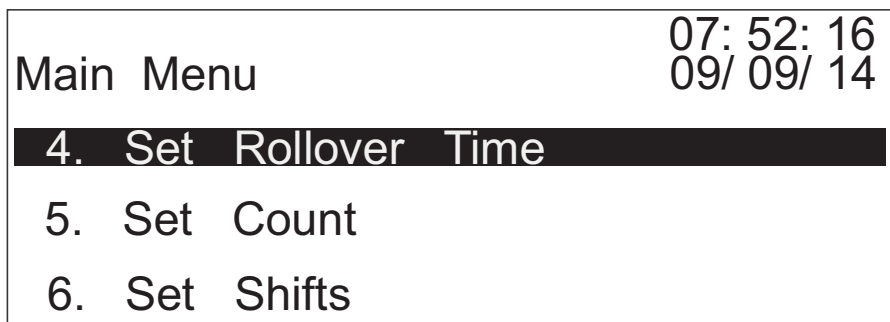 07: 52: 16
Main Menu 09/ 09/ 14
4. Set Rollover Time
5. Set Count
6. Set Shifts